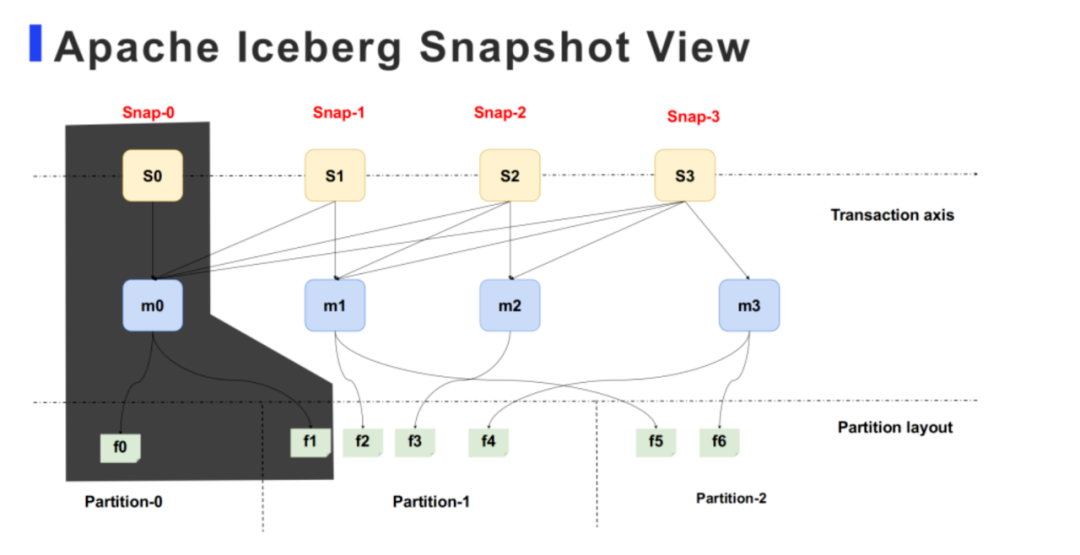 Apache Iceberg Snapshot View
Snap-0
Snap-1
Snap-2
Snap-3
S0
S1
S2
S3
Transaction axis
m0
m1
m2
m3
f0
f1
f2
f3
f4
f5
f6
Partition layout
Partition-0
Partition-1
Partition-2